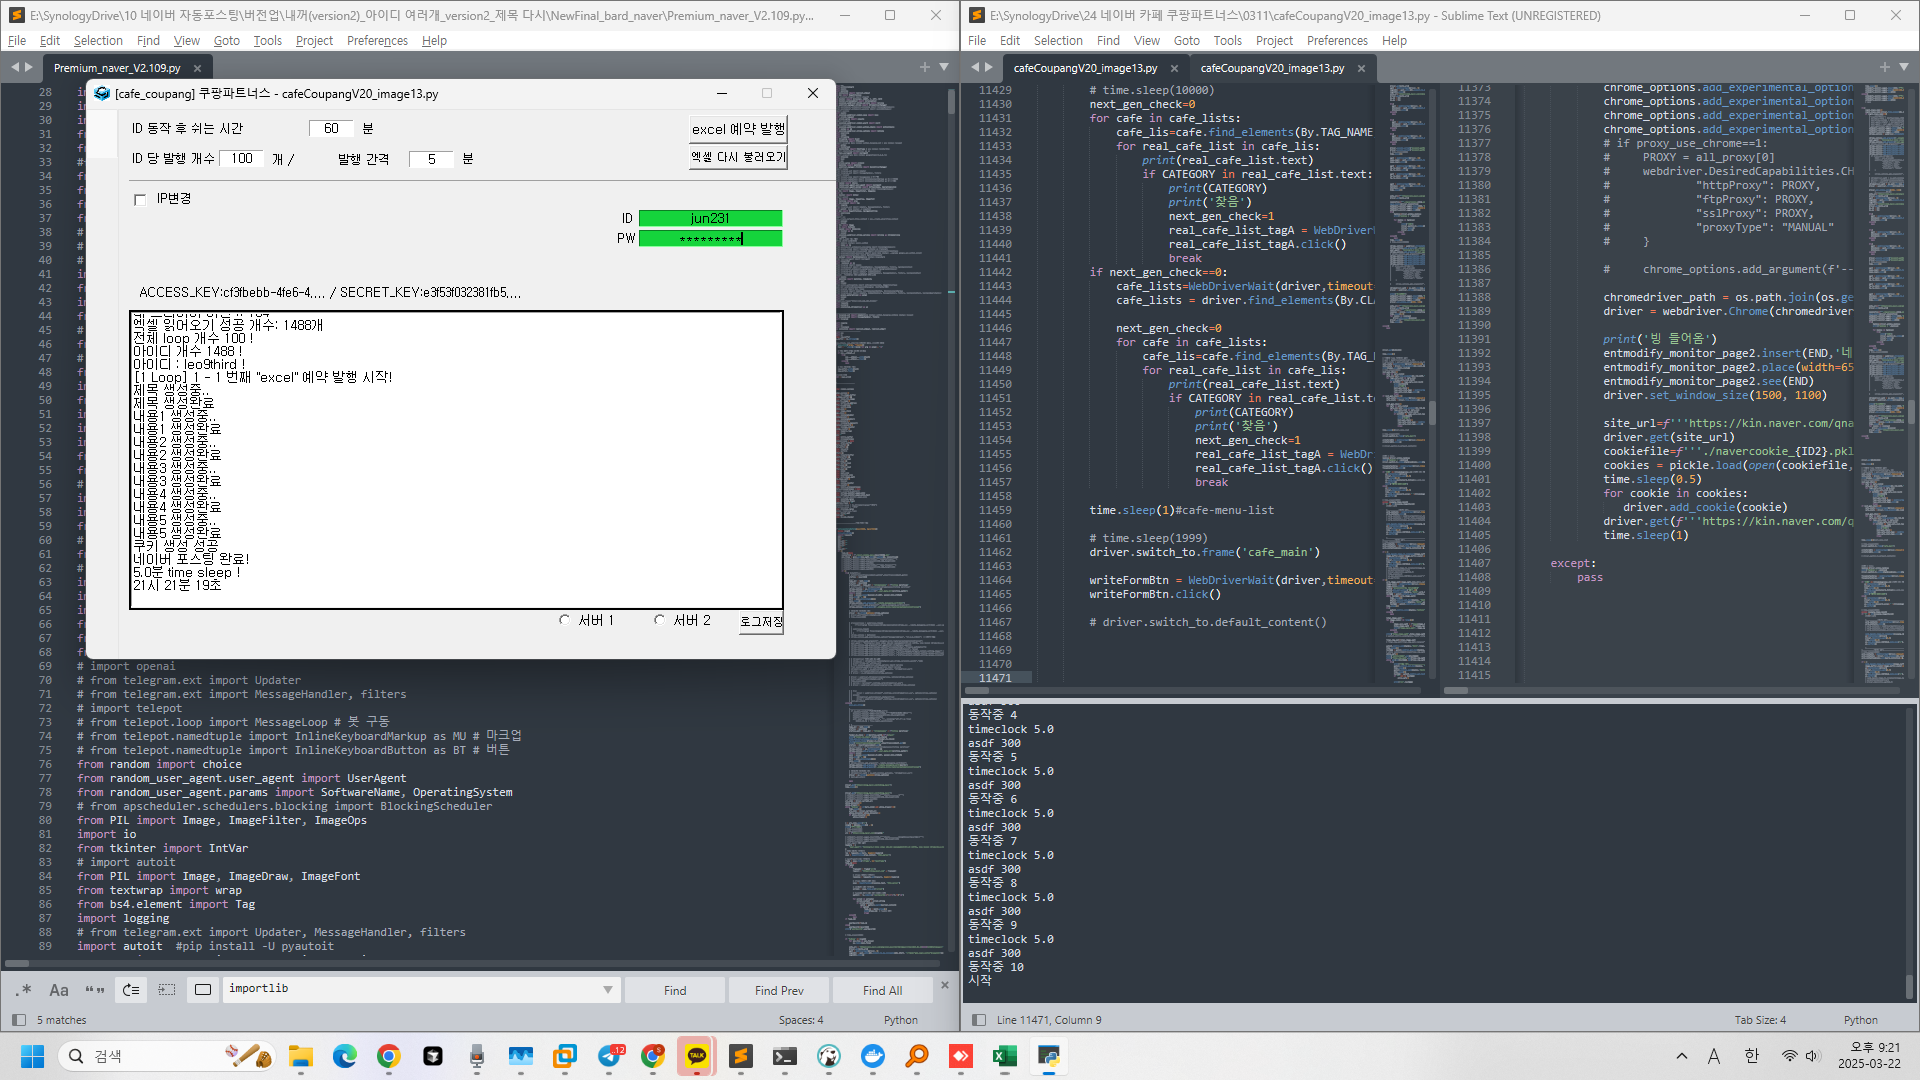 E:\SynologyDrive\10 네이버 자동포스팅\버전업\내꺼(version2)_아이디 여러개_version2_제목 다시\NewFinal_bard_naver\Premium_naver_V2.109.py...
File Edit Selection Find View Goto Tools Project Preferences Help
Premium_naver_V2.109.py
[cafe_coupang] 쿠팡파트너스 - cafeCoupangV20_image13.py
ID 동작 후 쉬는 시간 60 분
excel 예약 발행
ID 당 발행 개수 100 개 / 발행 간격 5 분
엑셀 다시 불러오기
IP변경
ID jun231
PW *********
ACCESS_KEY:cf3fbebb-4fe6-4.... / SECRET_KEY:e3f53f032381fb5....
엑셀 읽어오기 성공 개수: 1488개
전체 loop 개수 100 !
아이디 개수 1488 !
아이디 : leo9third !
[1 Loop] 1 - 1 번째 "excel" 예약 발행 시작!
제목 생성중..
제목 생성완료
내용1 생성중..
내용1 생성완료
내용2 생성중..
내용2 생성완료
내용3 생성중..
내용3 생성완료
내용4 생성중..
내용4 생성완료
내용5 생성중..
내용5 생성완료
쿠키 생성 성공
네이버 포스팅 완료!
5.0분 time sleep !
21시 21분 19초
서버 1 서버 2 로그저장
69 # import openai
70 # from telegram.ext import Updater
71 # from telegram.ext import MessageHandler, filters
72 # import telepot
73 # from telepot.loop import MessageLoop # 봇 구동
74 # from telepot.namedtuple import InlineKeyboardMarkup as MU # 마크업
75 # from telepot.namedtuple import InlineKeyboardButton as BT # 버튼
76 from random import choice
77 from random_user_agent.user_agent import UserAgent
78 from random_user_agent.params import SoftwareName, OperatingSystem
79 # from apscheduler.schedulers.blocking import BlockingScheduler
80 from PIL import Image, ImageFilter, ImageOps
81 import io
82 from tkinter import IntVar
83 # import autoit
84 from PIL import Image, ImageDraw, ImageFont
85 from textwrap import wrap
86 from bs4.element import Tag
87 import logging
88 # from telegram.ext import Updater, MessageHandler, filters
89 import autoit #pip install -U pyautoit
importlib
Find Find Prev Find All
5 matches
Spaces: 4 Python
E:\SynologyDrive\24 네이버 카페 쿠팡파트너스\0311\cafeCoupangV20_image13.py - Sublime Text (UNREGISTERED)
File Edit Selection Find View Goto Tools Project Preferences Help
cafeCoupangV20_image13.py cafeCoupangV20_image13.py
11429 # time.sleep(10000)
11430 next_gen_check=0
11431 for cafe in cafe_lists:
11432 cafe_lis=cafe.find_elements(By.TAG_NAME
11433 for real_cafe_list in cafe_lis:
11434 print(real_cafe_list.text)
11435 if CATEGORY in real_cafe_list.text:
11436 print(CATEGORY)
11437 print('찾음')
11438 next_gen_check=1
11439 real_cafe_list_tagA = WebDriver
11440 real_cafe_list_tagA.click()
11441 break
11442 if next_gen_check==0:
11443 cafe_lists=WebDriverWait(driver,timeout
11444 cafe_lists = driver.find_elements(By.CL
11445
11446 next_gen_check=0
11447 for cafe in cafe_lists:
11448 cafe_lis=cafe.find_elements(By.TAG_
11449 for real_cafe_list in cafe_lis:
11450 print(real_cafe_list.text)
11451 if CATEGORY in real_cafe_list.t
11452 print(CATEGORY)
11453 print('찾음')
11454 next_gen_check=1
11455 real_cafe_list_tagA = WebD
11456 real_cafe_list_tagA.click()
11457 break
11458
11459 time.sleep(1)#cafe-menu-list
11460
11461 # time.sleep(1999)
11462 driver.switch_to.frame('cafe_main')
11463
11464 writeFormBtn = WebDriverWait(driver,timeout
11465 writeFormBtn.click()
11466
11467 # driver.switch_to.default_content()
11468
11469
11470
11471
11373 chrome_options.add_experimental_option
11374 chrome_options.add_experimental_option
11375 chrome_options.add_experimental_option
11376 chrome_options.add_experimental_option
11377 # if proxy_use_chrome==1:
11378 # PROXY = all_proxy[0]
11379 # webdriver.DesiredCapabilities.CH
11380 # "httpProxy": PROXY,
11381 # "ftpProxy": PROXY,
11382 # "sslProxy": PROXY,
11383 # "proxyType": "MANUAL"
11384 # }
11385
11386 # chrome_options.add_argument(f'--
11387
11388 chromedriver_path = os.path.join(os.ge
11389 driver = webdriver.Chrome(chromedriver
11390
11391 print('빙 들어옴')
11392 entmodify_monitor_page2.insert(END,'네
11393 entmodify_monitor_page2.place(width=65
11394 entmodify_monitor_page2.see(END)
11395 driver.set_window_size(1500, 1100)
11396
11397 site_url=f'''https://kin.naver.com/qna
11398 driver.get(site_url)
11399 cookiefile=f'''./navercookie_{ID2}.pkl
11400 cookies = pickle.load(open(cookiefile,
11401 time.sleep(0.5)
11402 for cookie in cookies:
11403 driver.add_cookie(cookie)
11404 driver.get(f'''https://kin.naver.com/q
11405 time.sleep(1)
11406
11407 except:
11408 pass
11409
11410
11411
11412
11413
11414
11415
동작중 4
timeclock 5.0
asdf 300
동작중 5
timeclock 5.0
asdf 300
동작중 6
timeclock 5.0
asdf 300
동작중 7
timeclock 5.0
asdf 300
동작중 8
timeclock 5.0
asdf 300
동작중 9
timeclock 5.0
asdf 300
동작중 10
시작
Line 11471, Column 9
Tab Size: 4 Python
검색
TALK
A 한
오후 9:21
2025-03-22